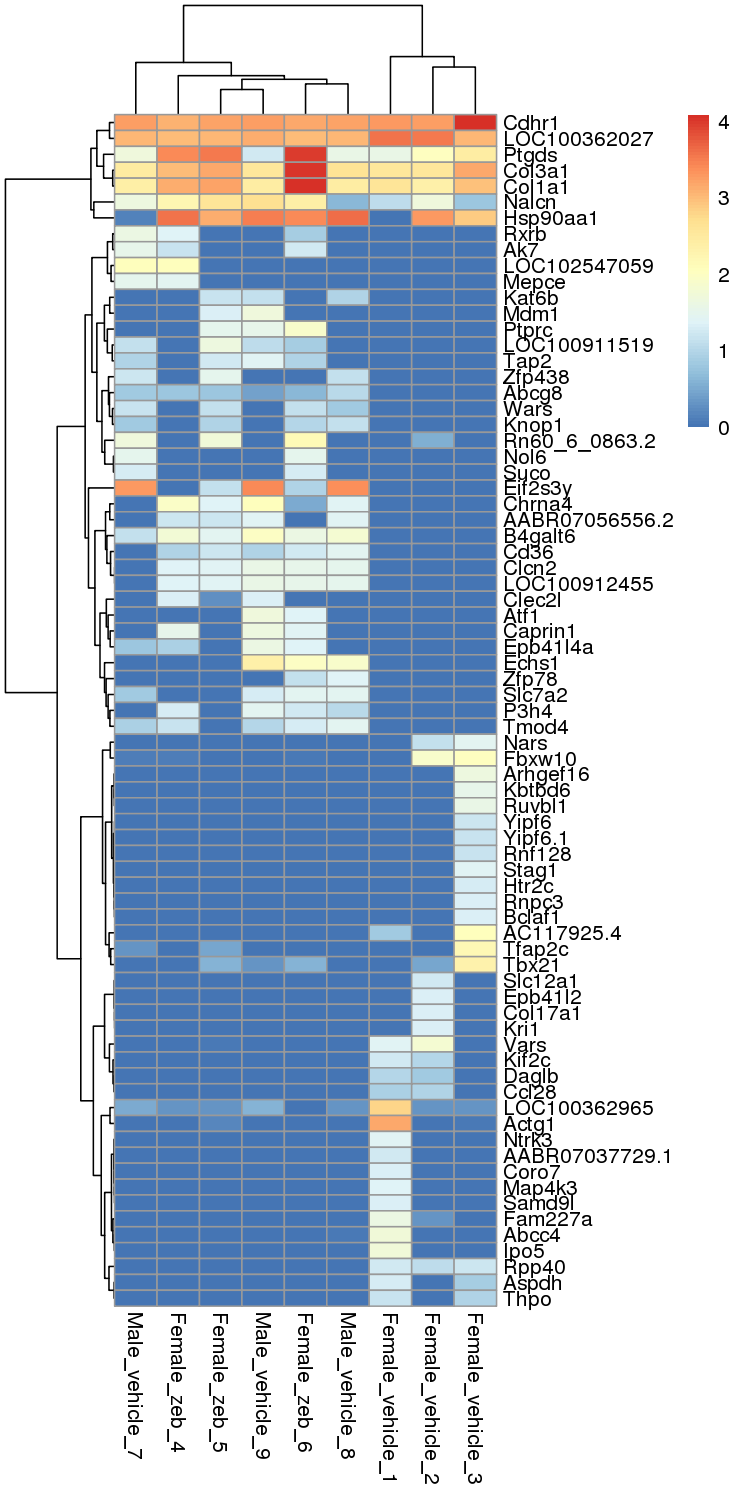 Cdhr1
LOC100362027
Ptgds
Col3a1
Col1a1
Nalcn
Hsp90aa1
Rxrb
Ak7
LOC102547059
Mepce
Kat6b
Mdm1
Ptprc
LOC100911519
Tap2
Zfp438
Abcg8
Wars
Knop1
Rn60_6_0863.2
Nol6
Suco
Eif2s3y
Chrna4
AABR07056556.2
B4galt6
Cd36
Clcn2
LOC100912455
Clec2l
Atf1
Caprin1
Epb41l4a
Echs1
Zfp78
Slc7a2
P3h4
Tmod4
Nars
Fbxw10
Arhgef16
Kbtbd6
Ruvbl1
Yipf6
Yipf6.1
Rnf128
Stag1
Htr2c
Rnpc3
Bclaf1
AC117925.4
Tfap2c
Tbx21
Slc12a1
Epb41l2
Col17a1
Kri1
Vars
Kif2c
Daglb
Ccl28
LOC100362965
Actg1
Ntrk3
AABR07037729.1
Coro7
Map4k3
Samd9l
Fam227a
Abcc4
Ipo5
Rpp40
Aspdh
Thpo
4
3
2
1
0
Male_vehicle_7
Female_zeb_4
Female_zeb_5
Male_vehicle_9
Female_zeb_6
Male_vehicle_8
Female_vehicle_1
Female_vehicle_2
Female_vehicle_3